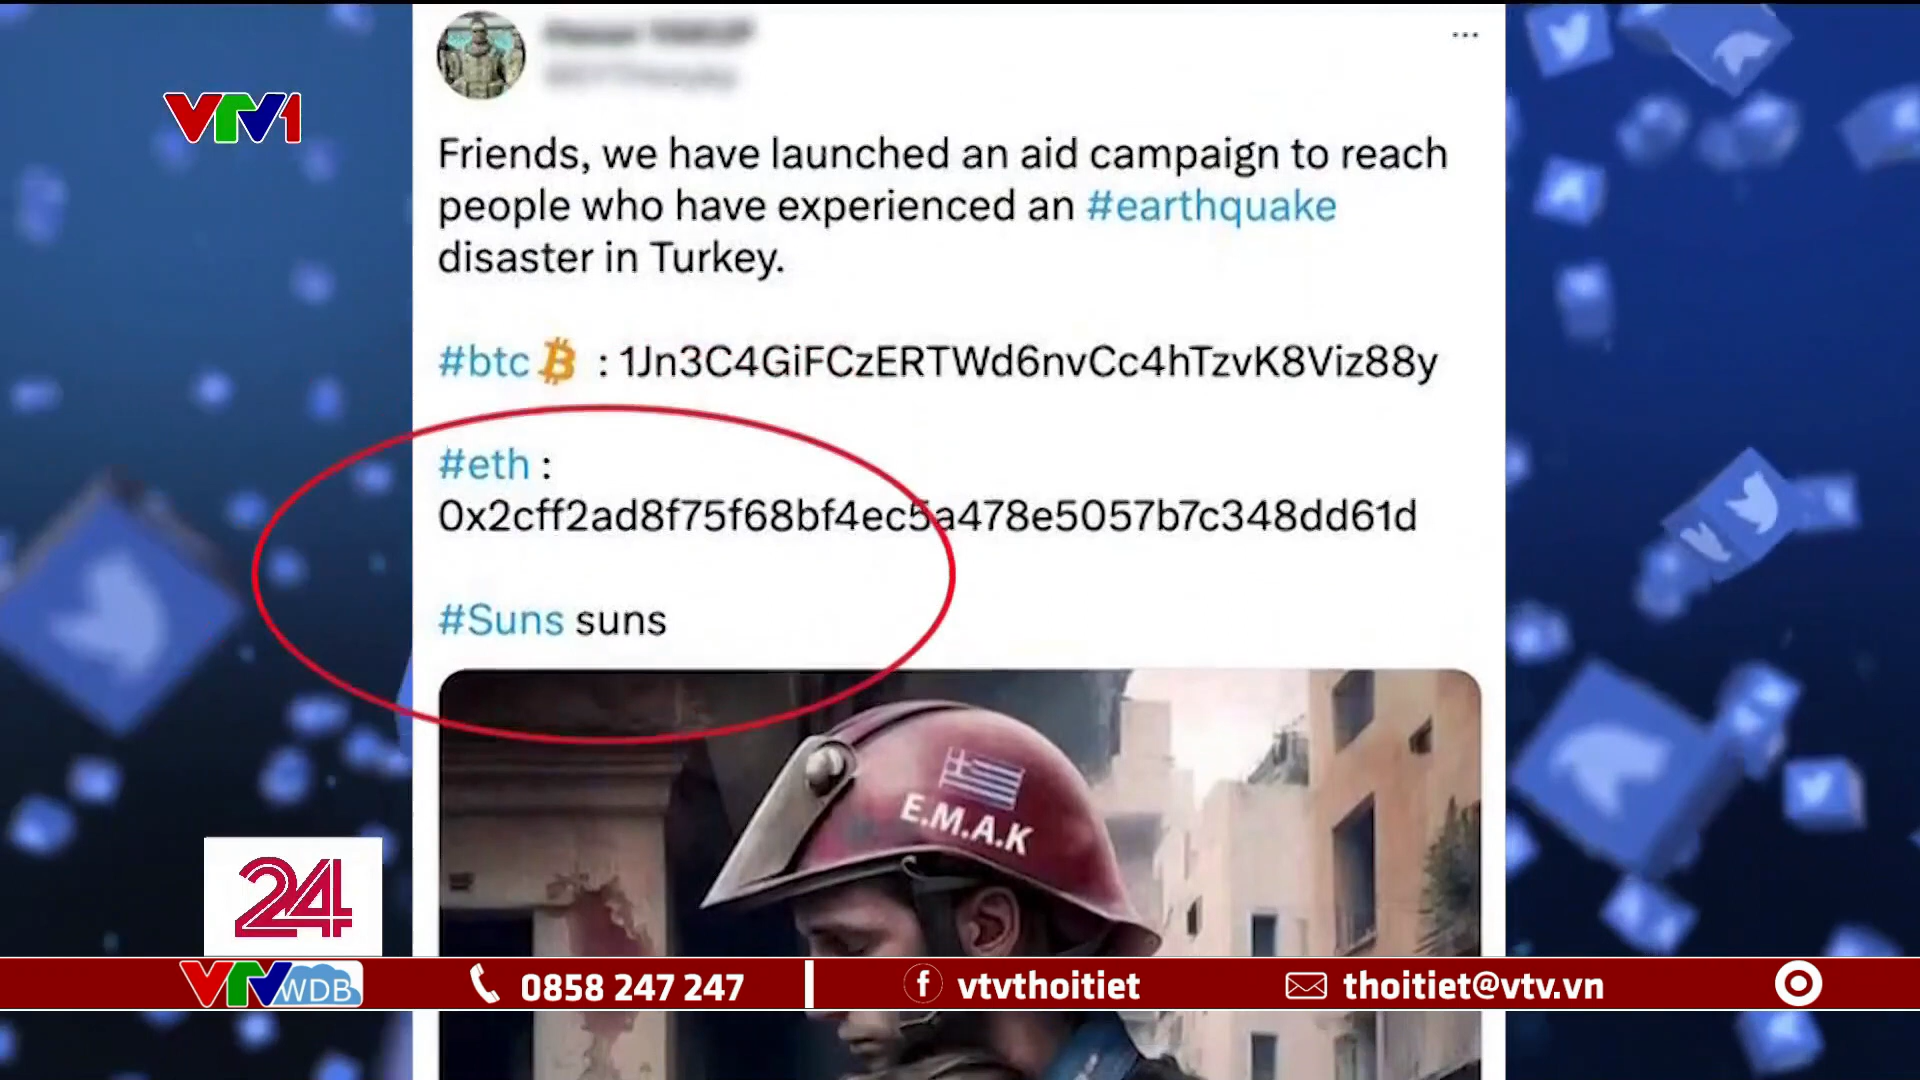 VTV1
Friends, we have launched an aid campaign to reach
people who have experienced an #earthquake
disaster in Turkey.
#btc : 1Jn3C4GiFCzERTWd6nvCc4hTzvK8Viz88y
#eth :
0x2cff2ad8f75f68bf4ec5a478e5057b7c348dd61d
#Suns suns
E.M.A.K
24
VTV WDB 0858 247 247 vtvthoitiet thoitiet@vtv.vn